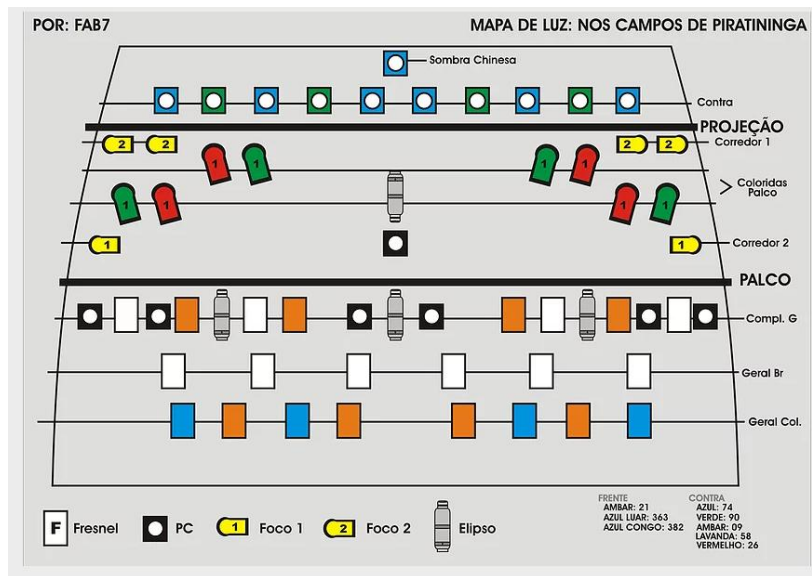 POR: FAB7
MAPA DE LUZ: NOS CAMPOS DE PIRATININGA
Sombra Chinesa
Contra
PROJEÇÃO
2 2 2 2
Corredor 1
1 1 1 1
Coloridas
Palco
1 1 1 1
1 1
Corredor 2
PALCO
Compl. G
Geral Br
Geral Col.
F Fresnel
PC
1 Foco 1
2 Foco 2
Elipso
FRENTE
AMBAR: 21
AZUL LUAR: 363
AZUL CONGO: 382
CONTRA
AZUL: 74
VERDE: 90
AMBAR: 09
LAVANDA: 58
VERMELHO: 26